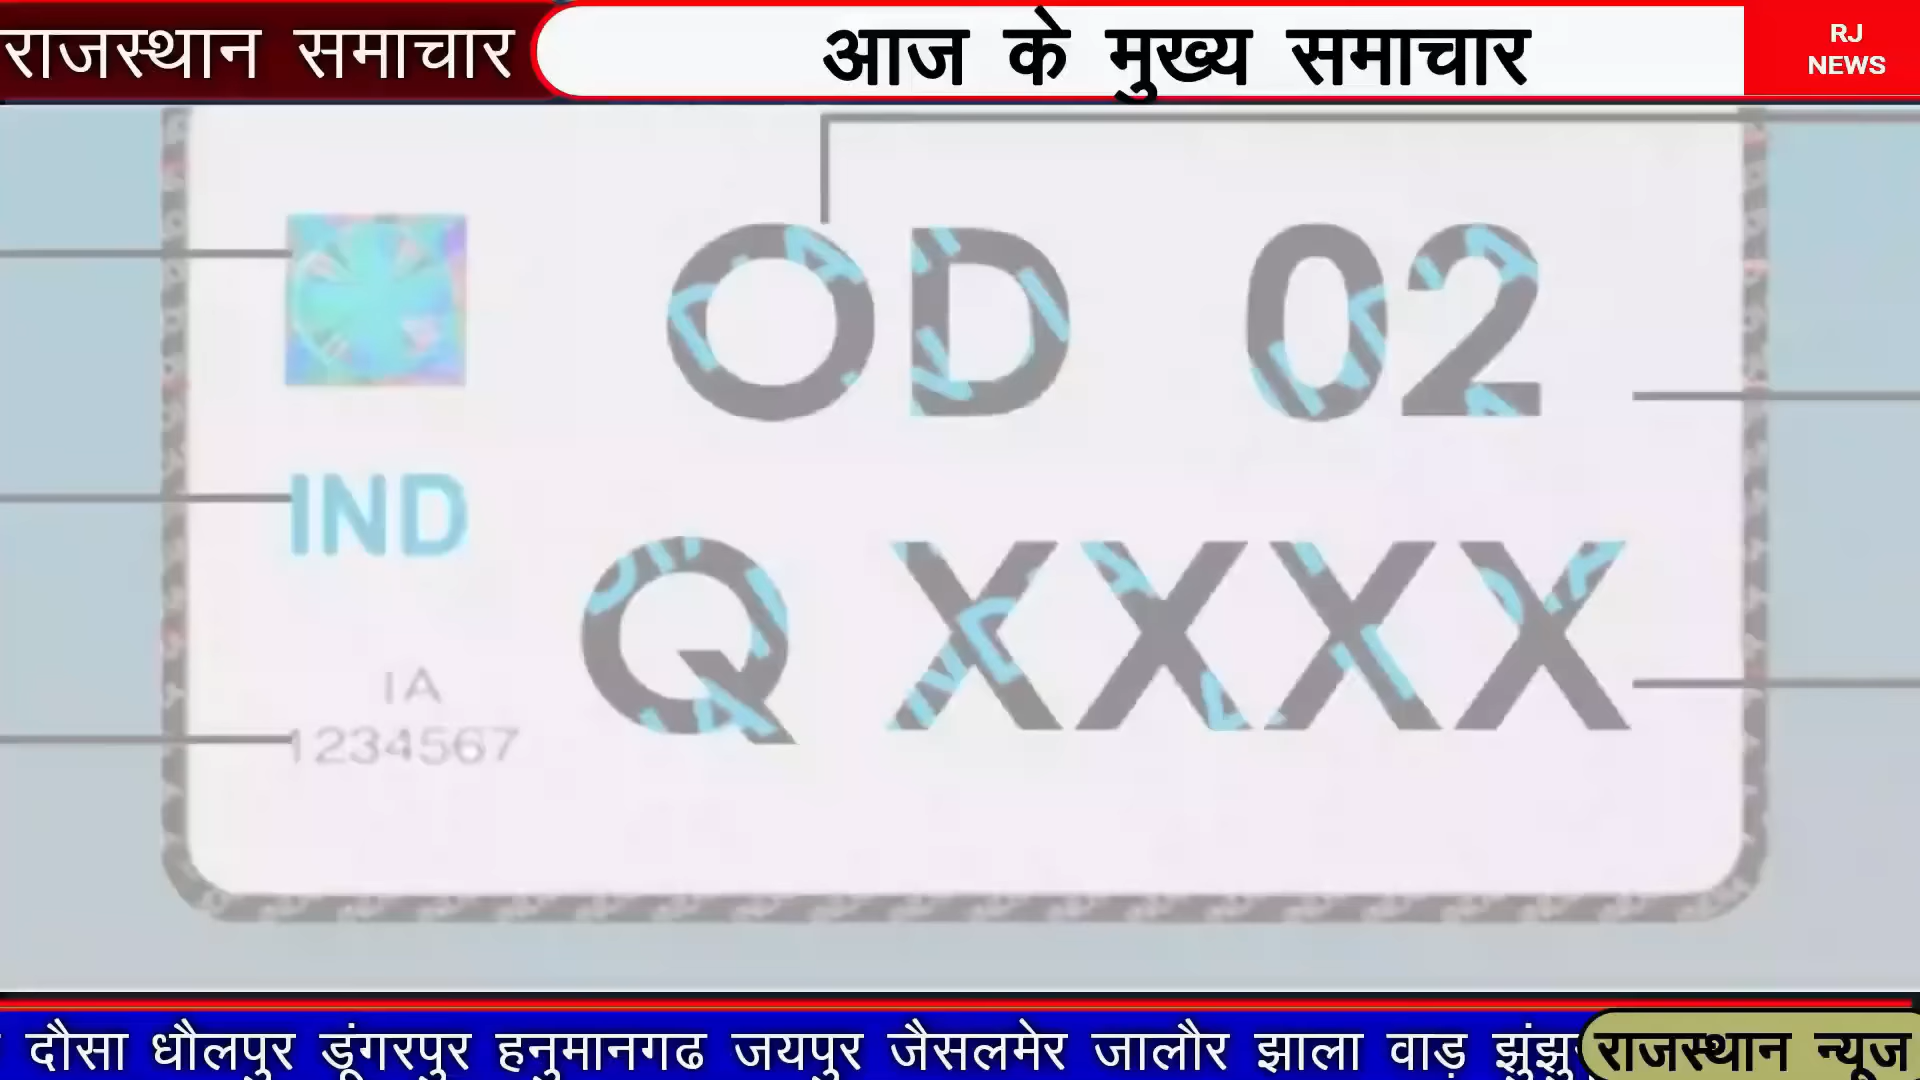 राजस्थान समाचार
आज के मुख्य समाचार
RJ
NEWS
OD 02
IND
Q XXXX
IA
1234567
दौसा धौलपुर डूंगरपुर हनुमानगढ जयपुर जैसलमेर जालौर झाला वाड़ झुंझु
राजस्थान न्यूज